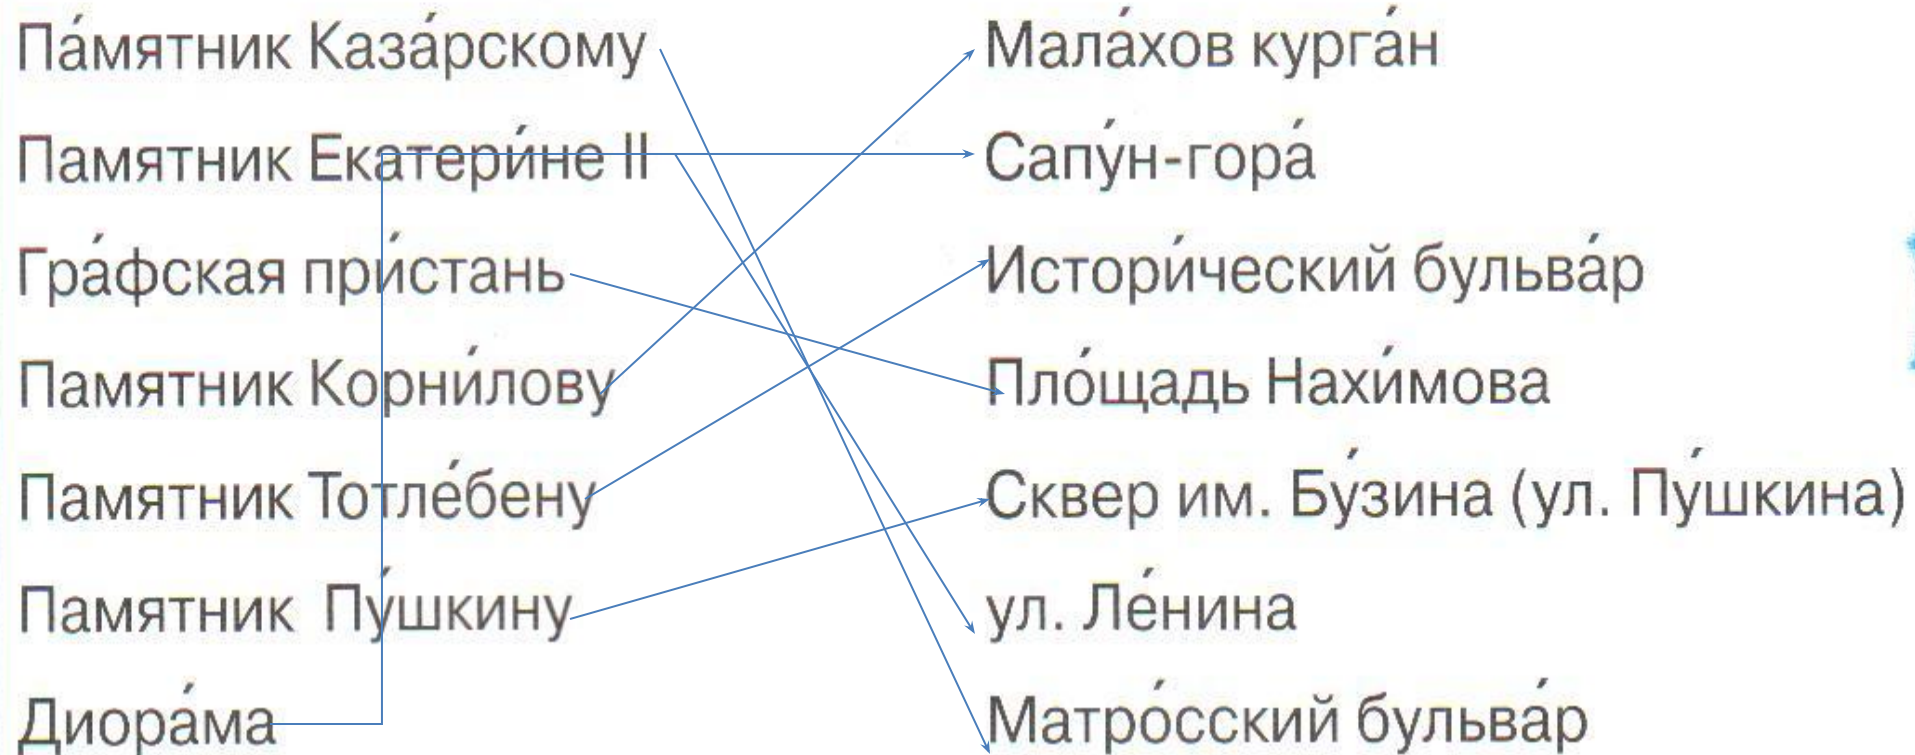 Па́мятник Каза́рскому
Памятник Екатери́не II
Гра́фская при́стань
Памятник Корни́лову
Памятник Тотле́бену
Памятник Пу́шкину
Диора́ма
Мала́хов курга́н
Сапу́н-гора́
Истори́ческий бульва́р
Пло́щадь Нахи́мова
Сквер им. Бу́зина (ул. Пу́шкина)
ул. Ле́нина
Матро́сский бульва́р